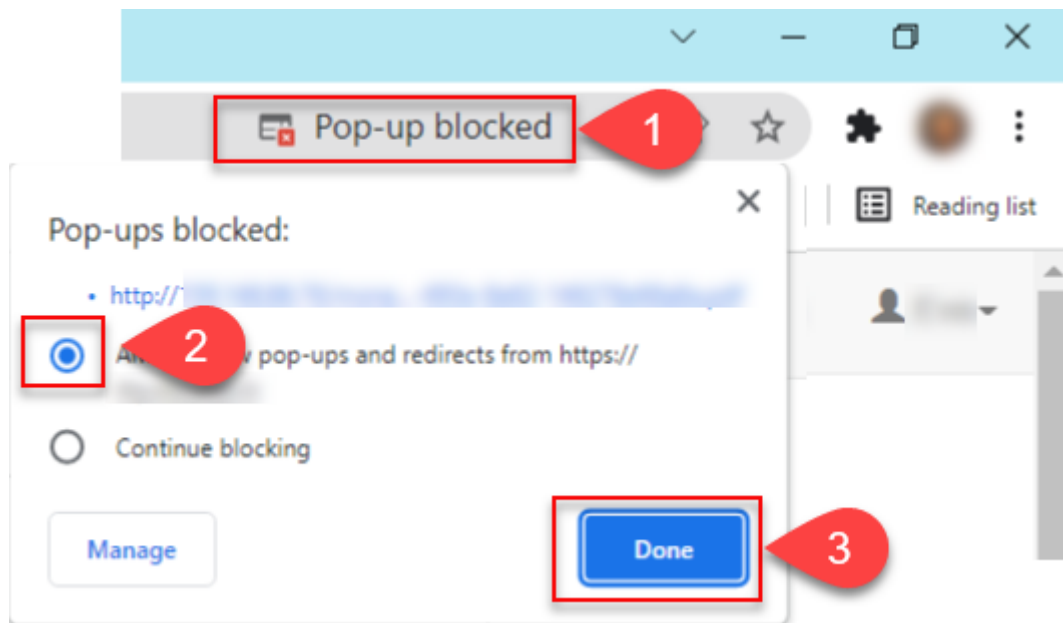 Pop-up blocked
1
Reading list
Pop-ups blocked:
• http://
2
pop-ups and redirects from https://
Continue blocking
Manage
Done
3